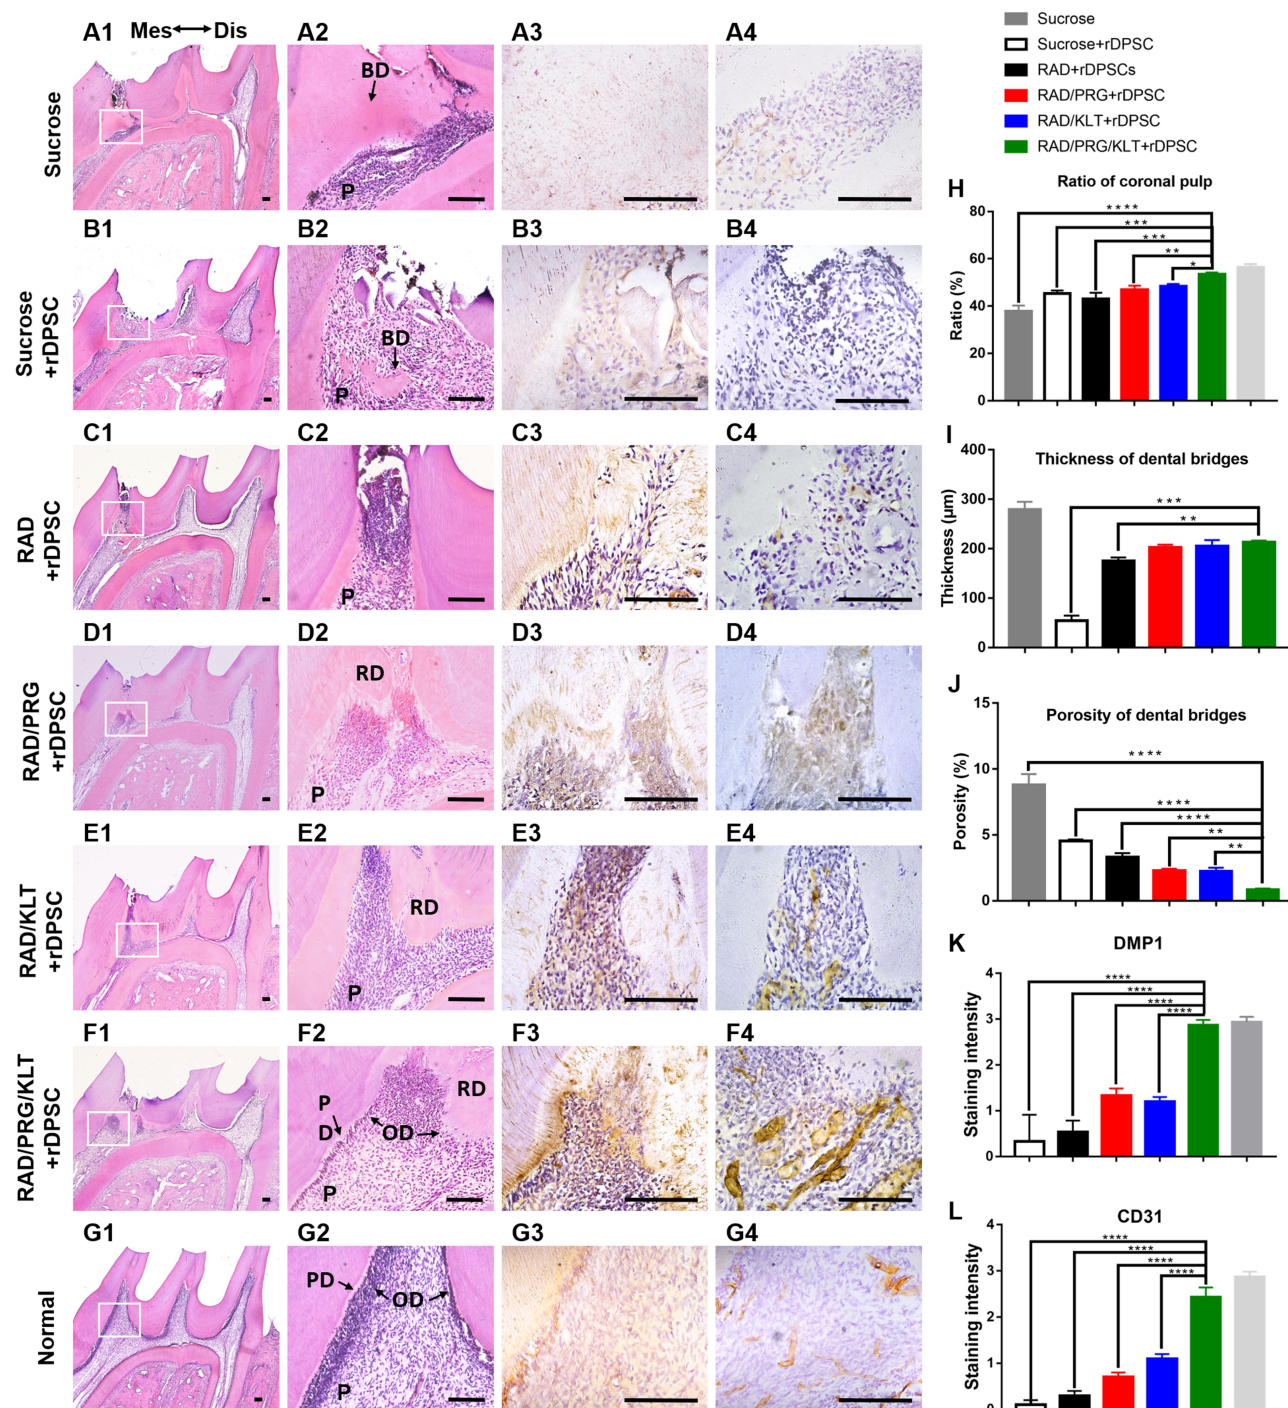 A1 Mes Dis A2 A3 A4
Sucrose
BD
P
B1 B2 B3 B4
Sucrose
+rDPSC
BD
P
C1 C2 C3 C4
RAD
+rDPSC
P
D1 D2 D3 D4
RAD/PRG
+rDPSC
RD
P
E1 E2 E3 E4
RAD/KLT
+rDPSC
RD
P
F1 F2 F3 F4
RAD/PRG/KLT
+rDPSC
RD
P
D OD
P
G1 G2 G3 G4
Normal
PD
OD
P
Sucrose
Sucrose+rDPSC
RAD+rDPSCs
RAD/PRG+rDPSC
RAD/KLT+rDPSC
RAD/PRG/KLT+rDPSC
H
Ratio of coronal pulp
Ratio (%)
80
60
40
20
0
****
***
***
**
*
I
Thickness of dental bridges
Thickness (μm)
400
300
200
100
0
***
**
J
Porosity of dental bridges
Porosity (%)
15
10
5
0
****
****
****
**
**
K
DMP1
Staining intensity
4
3
2
1
0
****
****
****
****
L
CD31
Staining intensity
4
3
2
1
0
****
****
****
****